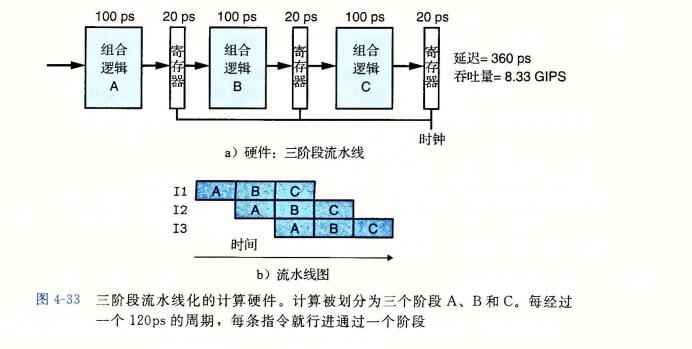 100 ps 20 ps 100 ps 20 ps 100 ps 20 ps
组合逻辑 A
寄存器
组合逻辑 B
寄存器
组合逻辑 C
寄存器
延迟= 360 ps
吞吐量= 8.33 GIPS
时钟
a）硬件：三阶段流水线
I1 A B C
I2 A B C
I3 A B C
时间
b）流水线图
图 4-33 三阶段流水线化的计算硬件。计算被划分为三个阶段 A、B 和 C。每经过
一个 120ps 的周期，每条指令就行进通过一个阶段